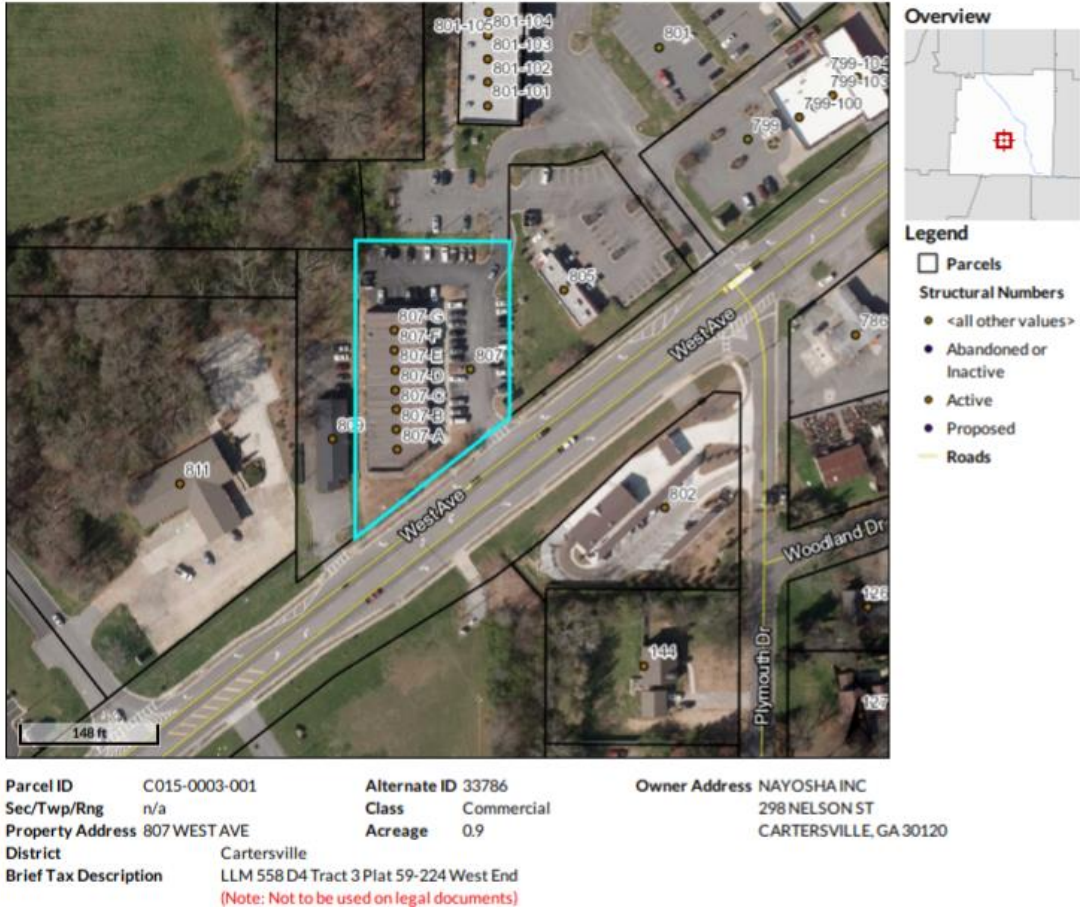 801-105 801-104
801-103
801-102
801-101
801
799-104
799-103
799-100
799
805
807-G
807-F
807-E
807-D
807-C
807-B
807-A
807
809
811
West Ave
West Ave
786
802
Woodland Dr
126
144
127
Plymouth Dr
148 ft
Overview
Legend
Parcels
Structural Numbers
<all other values>
Abandoned or
Inactive
Active
Proposed
Roads
Parcel ID C015-0003-001
Sec/Twp/Rng n/a
Property Address 807 WEST AVE
District Cartersville
Brief Tax Description LLM 558 D4 Tract 3 Plat 59-224 West End
(Note: Not to be used on legal documents)
Alternate ID 33786
Class Commercial
Acreage 0.9
Owner Address NAYOSHA INC
298 NELSON ST
CARTERSVILLE, GA 30120